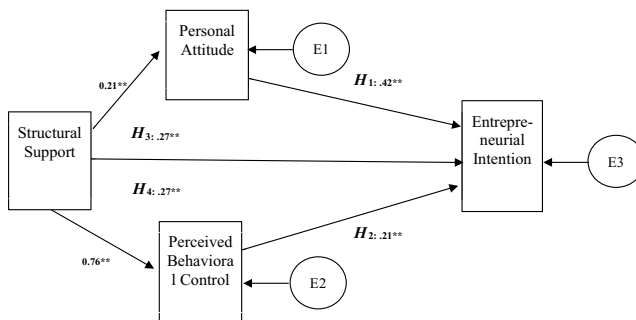 Personal
Attitude
E1
0.21**
H1: .42**
Structural
Support
H3: .27**
Entrepre-
neurial
Intention
E3
H4: .27**
0.76**
Perceived
Behaviora
l Control
H2: .21**
E2